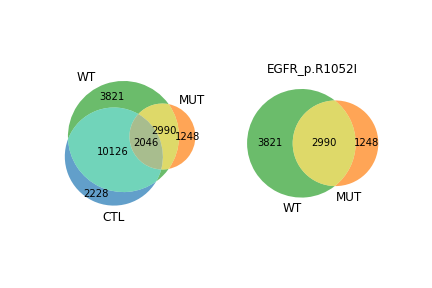 WT
3821
MUT
2990
1248
2046
10126
2228
CTL
EGFR_p.R1052I
3821
2990
1248
MUT
WT